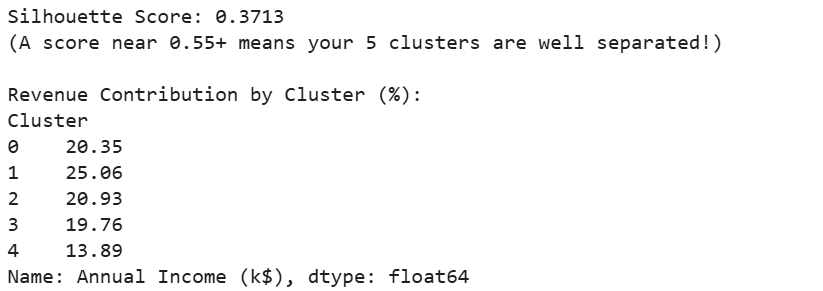 Silhouette Score: 0.3713
(A score near 0.55+ means your 5 clusters are well separated!)

Revenue Contribution by Cluster (%):
Cluster
0    20.35
1    25.06
2    20.93
3    19.76
4    13.89
Name: Annual Income (k$), dtype: float64